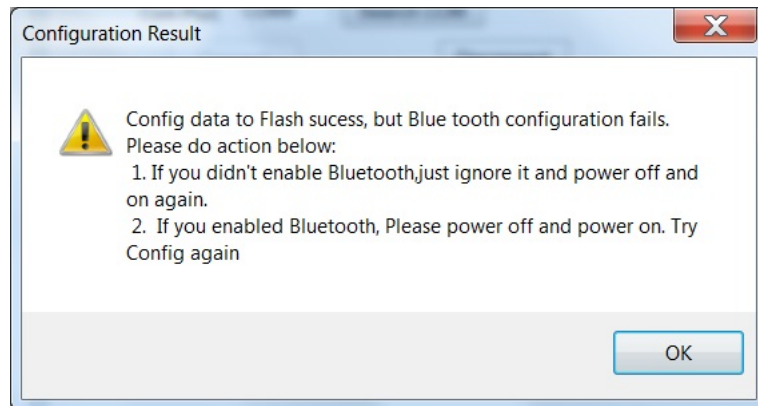 Configuration Result
Config data to Flash sucess, but Blue tooth configuration fails.
Please do action below:
1. If you didn't enable Bluetooth,just ignore it and power off and
on again.
2. If you enabled Bluetooth, Please power off and power on. Try
Config again
OK